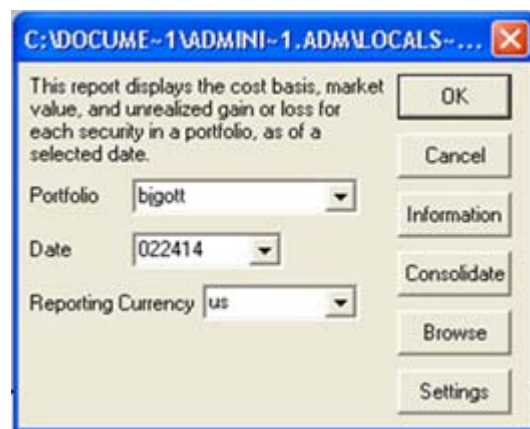 C:\DOCUME~1\ADMINI~1.ADM\LOCALS~...
This report displays the cost basis, market
value, and unrealized gain or loss for
each security in a portfolio, as of a
selected date.
Portfolio bjgott
Date 022414
Reporting Currency us
OK
Cancel
Information
Consolidate
Browse
Settings